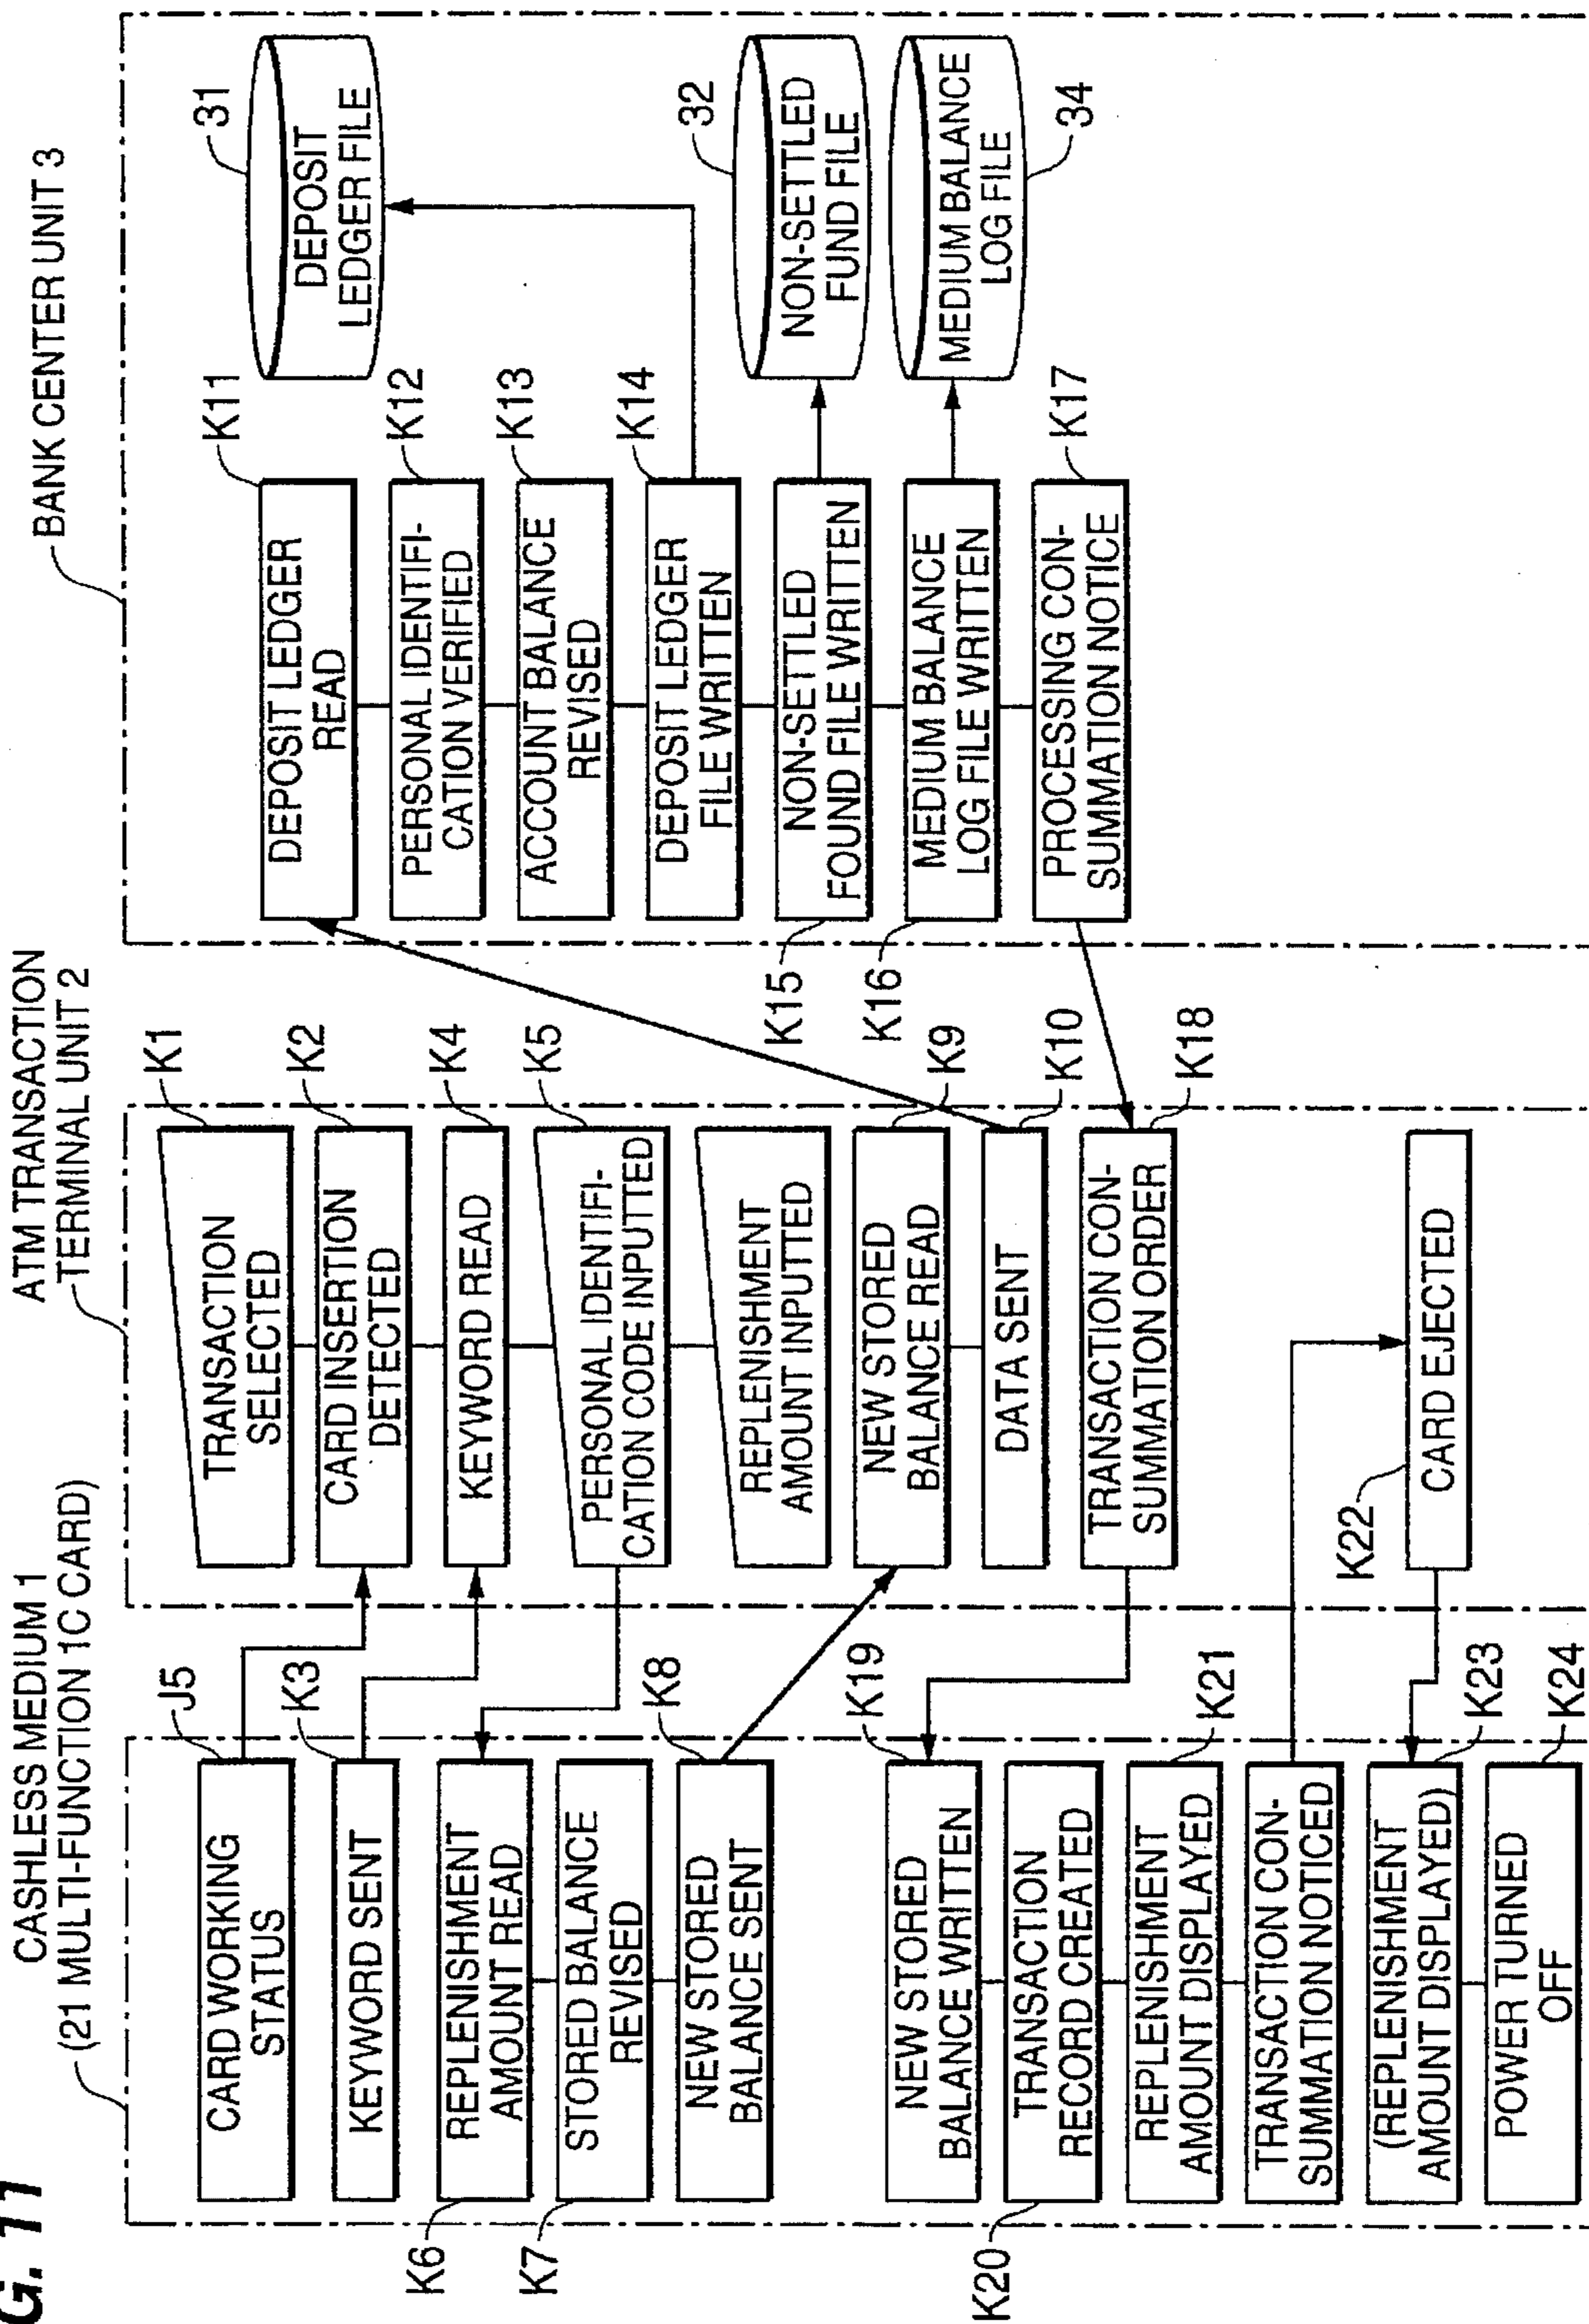 G. 11
CASHLESS MEDIUM 1
(21 MULTI-FUNCTION 1C CARD)
J5
CARD WORKING
STATUS
K3
KEYWORD SENT
K6
REPLENISHMENT
AMOUNT READ
K7
STORED BALANCE
REVISED
K8
NEW STORED
BALANCE SENT
K19
NEW STORED
BALANCE WRITTEN
K20
TRANSACTION
RECORD CREATED
K21
REPLENISHMENT
AMOUNT DISPLAYED
TRANSACTION CON-
SUMMATION NOTICED
K23
(REPLENISHMENT
AMOUNT DISPLAYED)
K24
POWER TURNED
OFF
ATM TRANSACTION
TERMINAL UNIT 2
K1
TRANSACTION
SELECTED
K2
CARD INSERTION
DETECTED
K4
KEYWORD READ
K5
PERSONAL IDENTIFI-
CATION CODE INPUTTED
REPLENISHMENT
AMOUNT INPUTTED
K9
NEW STORED
BALANCE READ
K10
DATA SENT
K18
TRANSACTION CON-
SUMMATION ORDER
K22
CARD EJECTED
BANK CENTER UNIT 3
K11
DEPOSIT LEDGER
READ
K12
PERSONAL IDENTIFI-
CATION VERIFIED
K13
ACCOUNT BALANCE
REVISED
K14
DEPOSIT LEDGER
FILE WRITTEN
K15
NON-SETTLED
FOUND FILE WRITTEN
K16
MEDIUM BALANCE
LOG FILE WRITTEN
K17
PROCESSING CON-
SUMMATION NOTICE
31
DEPOSIT
LEDGER FILE
32
NON-SETTLED
FUND FILE
MEDIUM BALANCE
LOG FILE
34